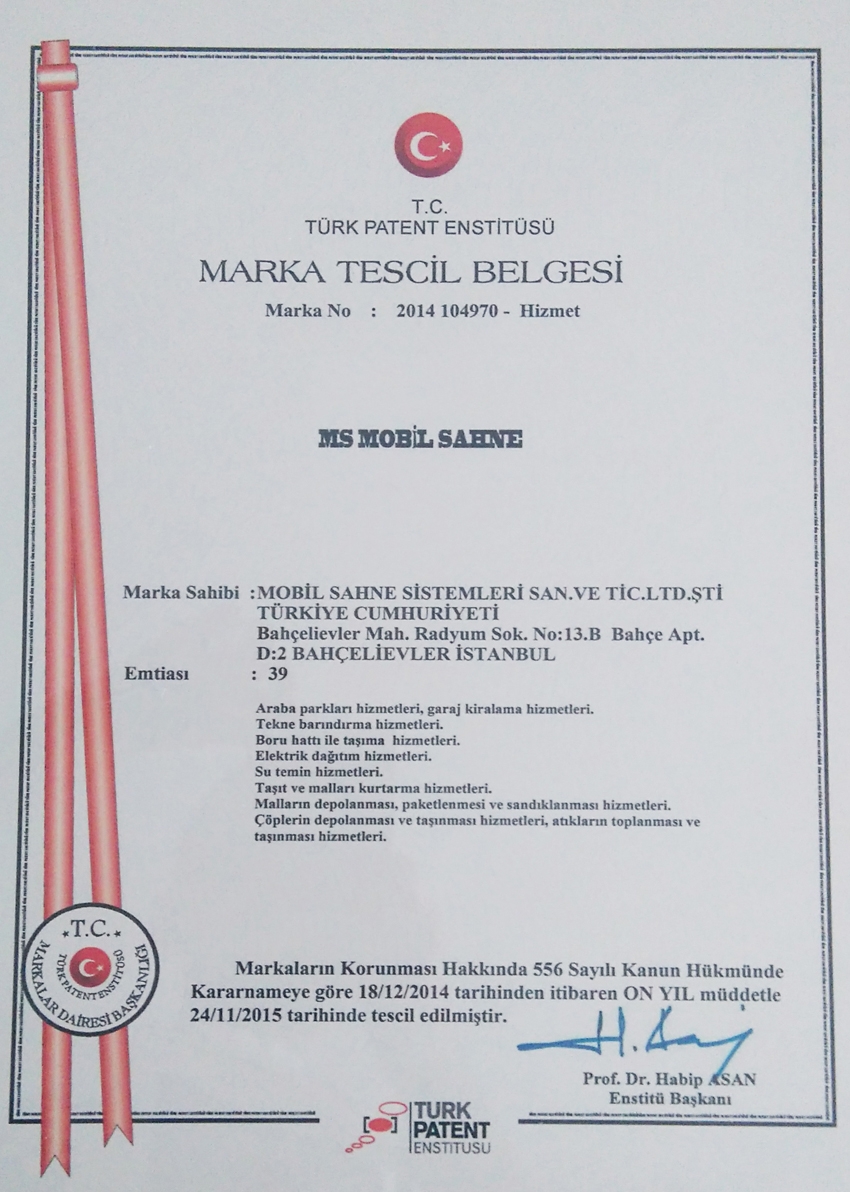 T.C.
TÜRK PATENT ENSTİTÜSÜ
MARKA TESCİL BELGESİ
Marka No : 2014 104970 - Hizmet
MS MOBİL SAHNE
Marka Sahibi :MOBİL SAHNE SİSTEMLERİ SAN.VE TİC.LTD.ŞTİ
TÜRKİYE CUMHURİYETİ
Bahçelievler Mah. Radyum Sok. No:13.B Bahçe Apt.
D:2 BAHÇELİEVLER İSTANBUL
Emtiası : 39
Araba parkları hizmetleri, garaj kiralama hizmetleri.
Tekne barındırma hizmetleri.
Boru hattı ile taşıma hizmetleri.
Elektrik dağıtım hizmetleri.
Su temin hizmetleri.
Taşıt ve malları kurtarma hizmetleri.
Malların depolanması, paketlenmesi ve sandıklanması hizmetleri.
Çöplerin depolanması ve taşınması hizmetleri, atıkların toplanması ve
taşınması hizmetleri.
T.C.
TÜRK PATENT ENSTİTÜSÜ
MARKALAR DAİRESİ BAŞKANLIĞI
Markaların Korunması Hakkında 556 Sayılı Kanun Hükmünde
Kararnameye göre 18/12/2014 tarihinden itibaren ON YIL müddetle
24/11/2015 tarihinde tescil edilmiştir.
Prof. Dr. Habip ASAN
Enstitü Başkanı
TURK
PATENT
ENSTITUSU